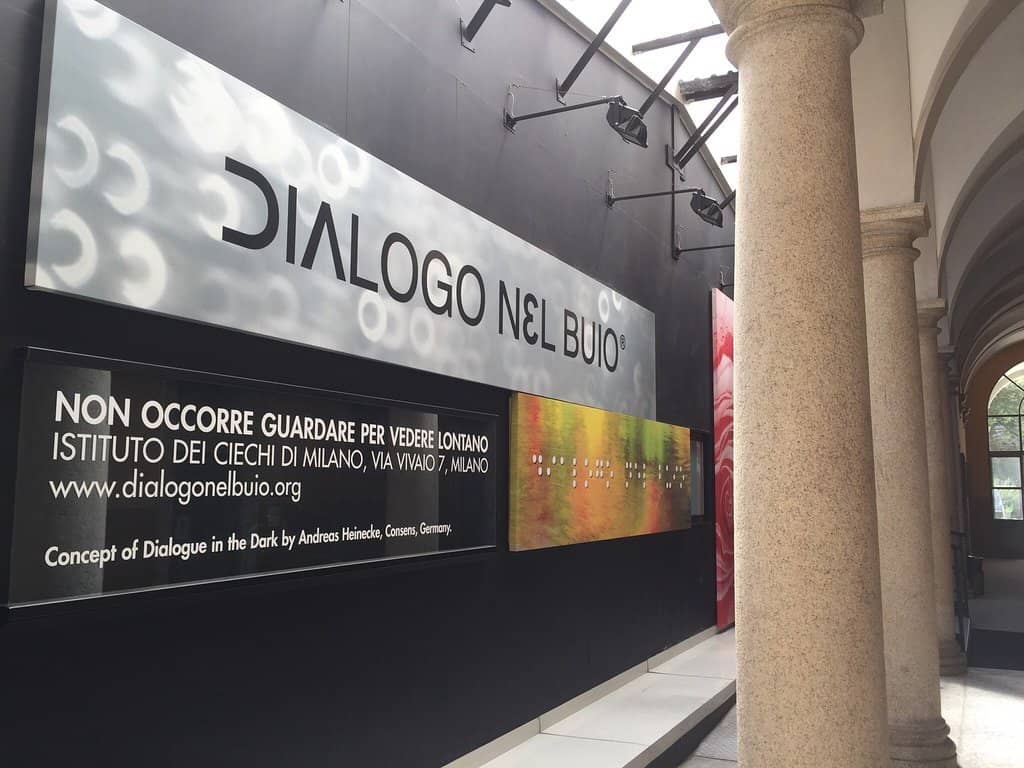 DIALOGO NEL BUIO®
NON OCCORRE GUARDARE PER VEDERE LONTANO
ISTITUTO DEI CIECHI DI MILANO, VIA VIVAIO 7, MILANO
www.dialogonelbuio.org
Concept of Dialogue in the Dark by Andreas Heinecke, Consens, Germany.